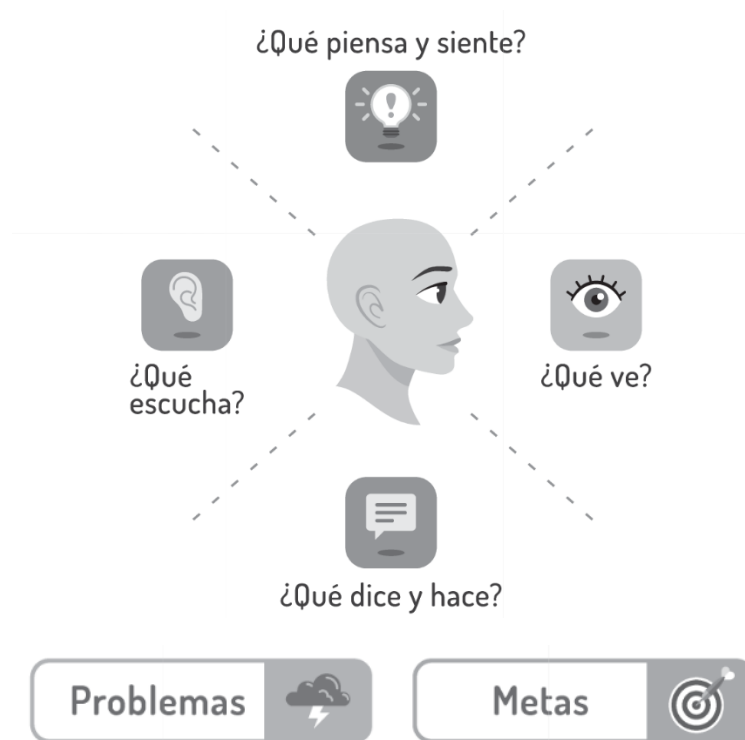 ¿Qué piensa y siente?
¿Qué
escucha?
¿Qué ve?
¿Qué dice y hace?
Problemas
Metas